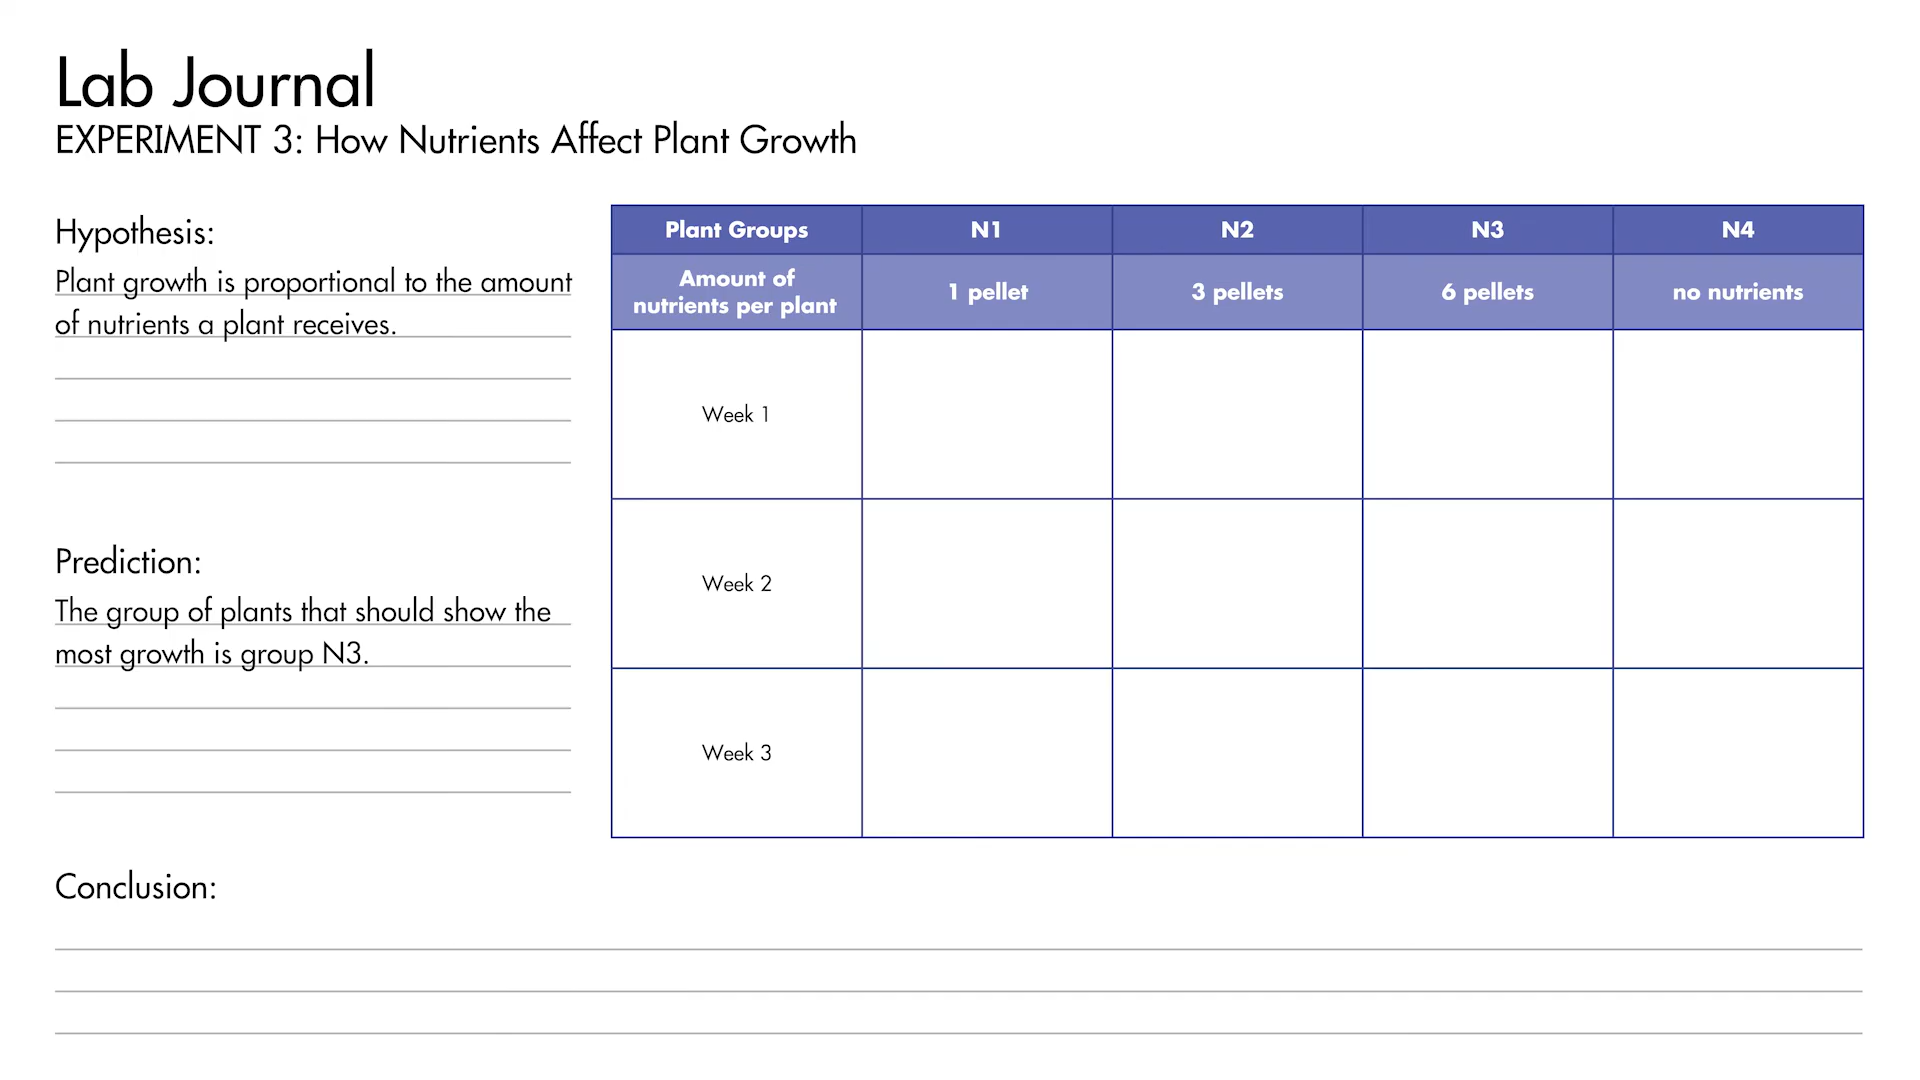 Lab Journal
EXPERIMENT 3: How Nutrients Affect Plant Growth
Hypothesis:
Plant growth is proportional to the amount
of nutrients a plant receives.
Prediction:
The group of plants that should show the
most growth is group N3.
Plant Groups N1 N2 N3 N4
Amount of
nutrients per plant 1 pellet 3 pellets 6 pellets no nutrients
Week 1
Week 2
Week 3
Conclusion: